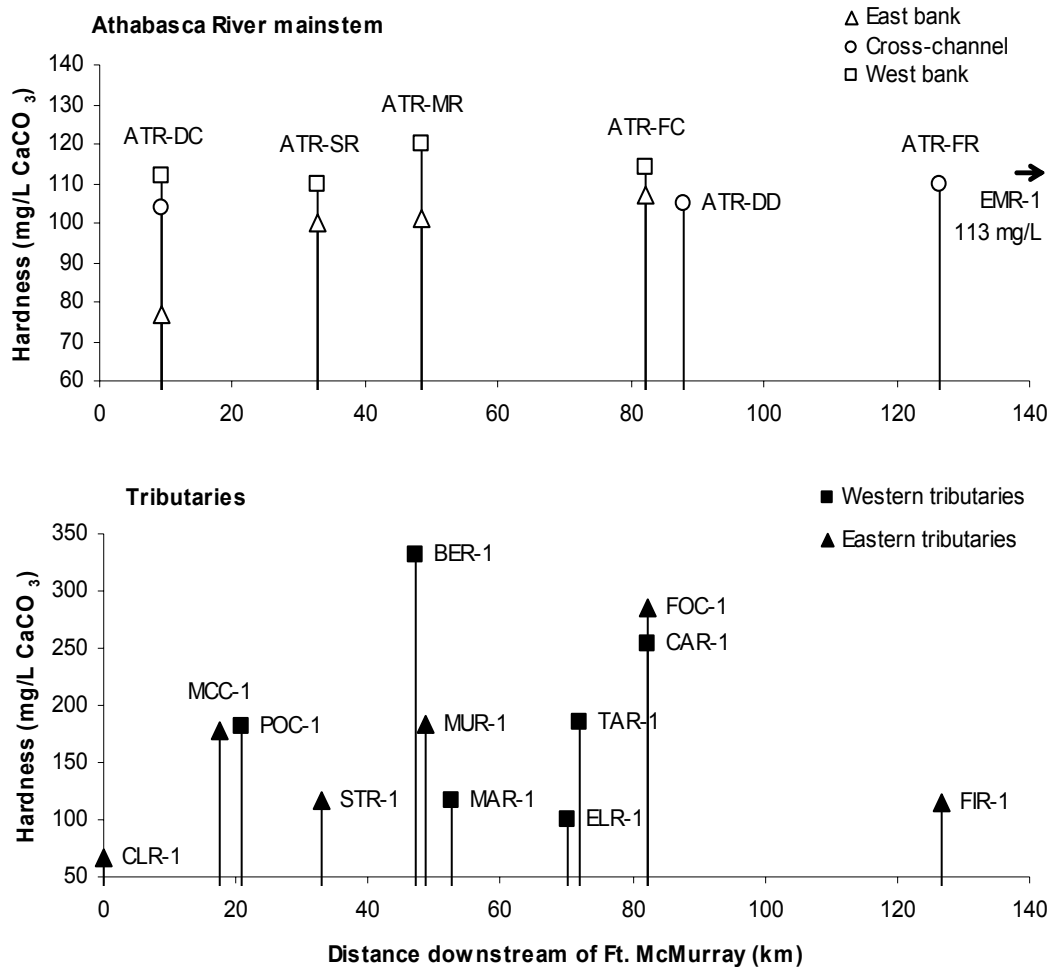 Athabasca River mainstem
East bank
Cross-channel
West bank
Hardness (mg/L CaCO3)
140
130
120
110
100
90
80
70
60
ATR-DC
ATR-SR
ATR-MR
ATR-FC
ATR-DD
ATR-FR
EMR-1
113 mg/L
0 20 40 60 80 100 120 140
Tributaries
Western tributaries
Eastern tributaries
Hardness (mg/L CaCO3)
350
300
250
200
150
100
50
BER-1
FOC-1
CAR-1
MCC-1
POC-1
MUR-1
TAR-1
STR-1
MAR-1
ELR-1
FIR-1
CLR-1
0 20 40 60 80 100 120 140
Distance downstream of Ft. McMurray (km)